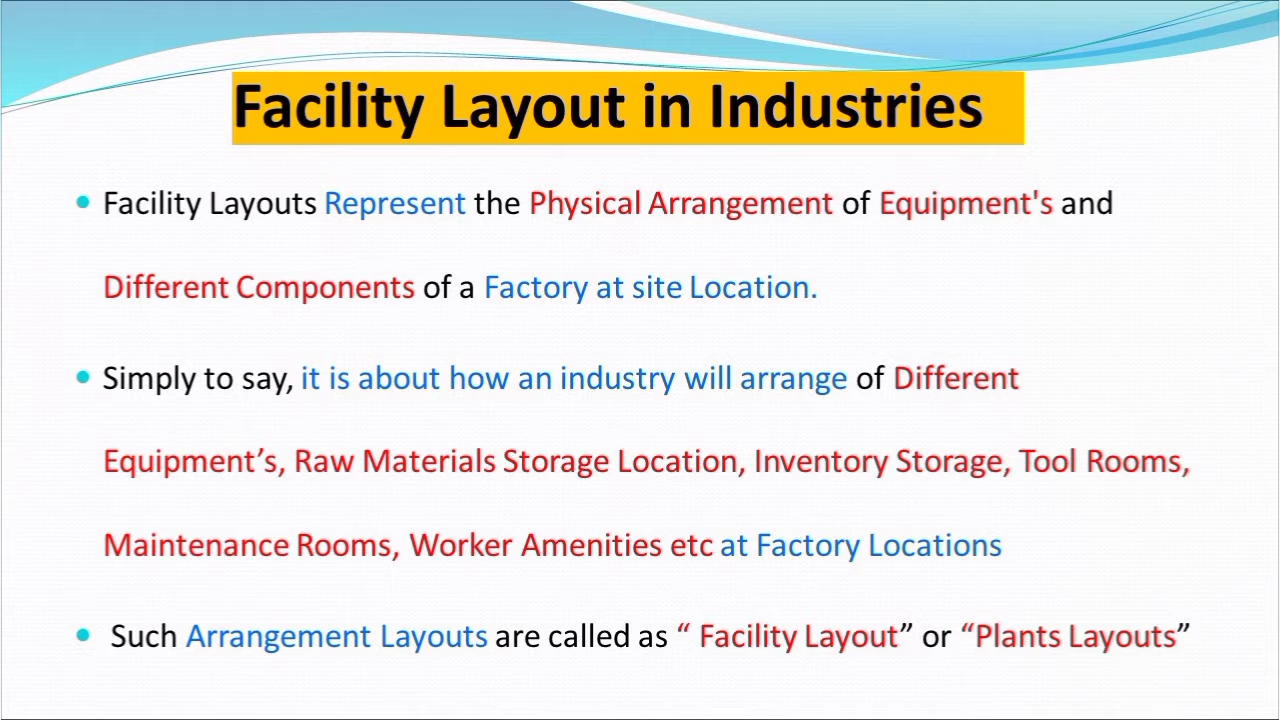 Facility Layout in Industries
• Facility Layouts Represent the Physical Arrangement of Equipment's and
Different Components of a Factory at site Location.
• Simply to say, it is about how an industry will arrange of Different
Equipment’s, Raw Materials Storage Location, Inventory Storage, Tool Rooms,
Maintenance Rooms, Worker Amenities etc at Factory Locations
• Such Arrangement Layouts are called as “ Facility Layout” or “Plants Layouts”